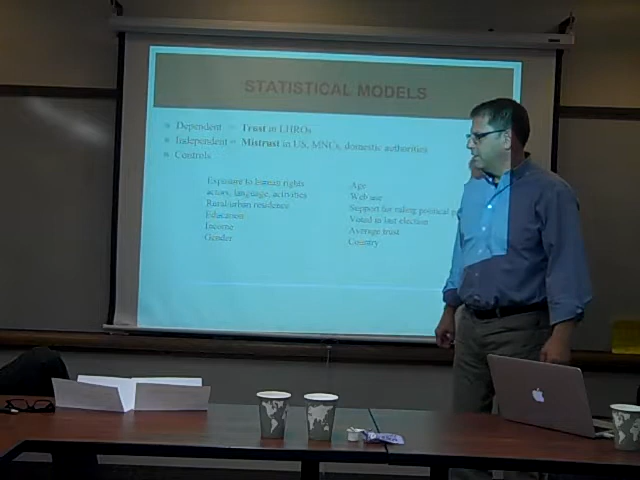 STATISTICAL MODELS
Dependent = Trust in LHROs
Independent = Mistrust in US, MNCs, domestic authorities
Controls
Exposure to human rights
actors, language, activities
Rural/urban residence
Education
Income
Gender
Age
Web use
Support for ruling political
Voted in last election
Average trust
Country